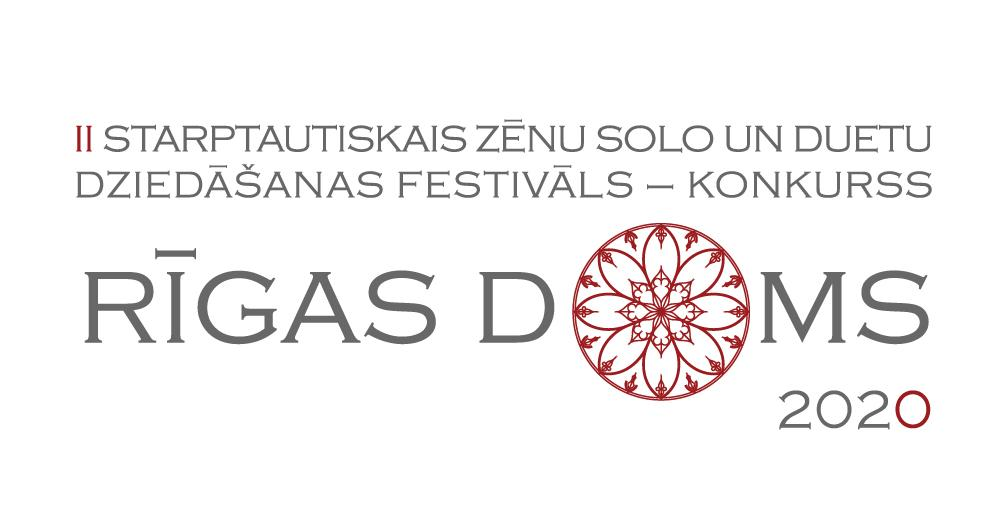 II STARPTAUTISKAIS ZĒNU SOLO UN DUETU
DZIEDĀŠANAS FESTIVĀLS – KONKURSS
RĪGAS DOMS
2020